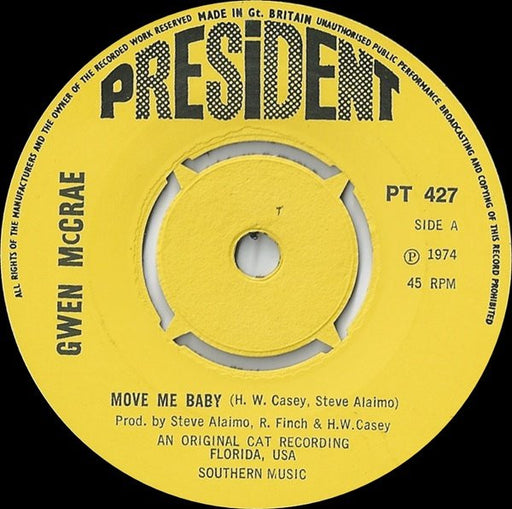 ALL RIGHTS OF THE MANUFACTURERS AND THE OWNER OF THE RECORDED WORK RESERVED MADE IN Gt. BRITAIN UNAUTHORISED PUBLIC PERFORMANCE BROADCASTING AND COPYING OF THIS RECORD PROHIBITED
PRESiDENT
GWEN McCRAE
PT 427
SIDE A
Ⓟ 1974
45 RPM
T
MOVE ME BABY (H. W. Casey, Steve Alaimo)
Prod. by Steve Alaimo, R. Finch & H.W.Casey
AN ORIGINAL CAT RECORDING
FLORIDA, USA
SOUTHERN MUSIC